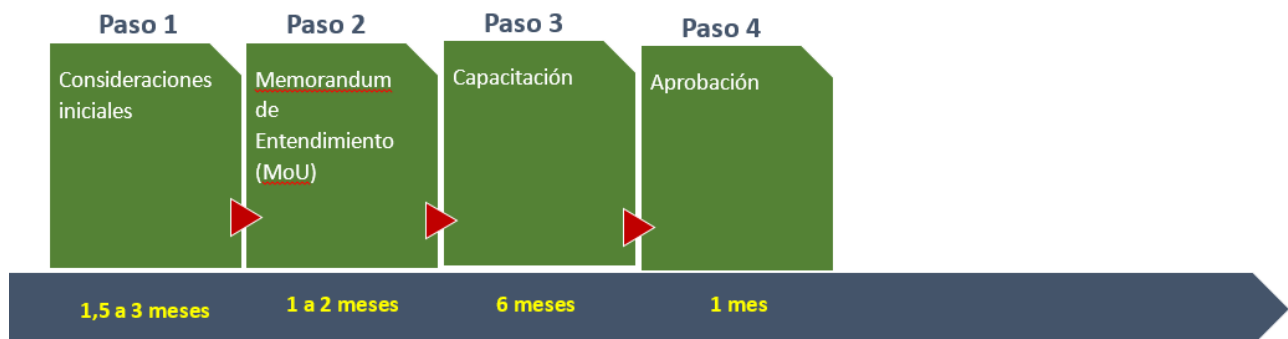 Paso 1
Paso 2
Paso 3
Paso 4
Consideraciones
iniciales
Memorandum
de
Entendimiento
(MoU)
Capacitación
Aprobación
1,5 a 3 meses
1 a 2 meses
6 meses
1 mes